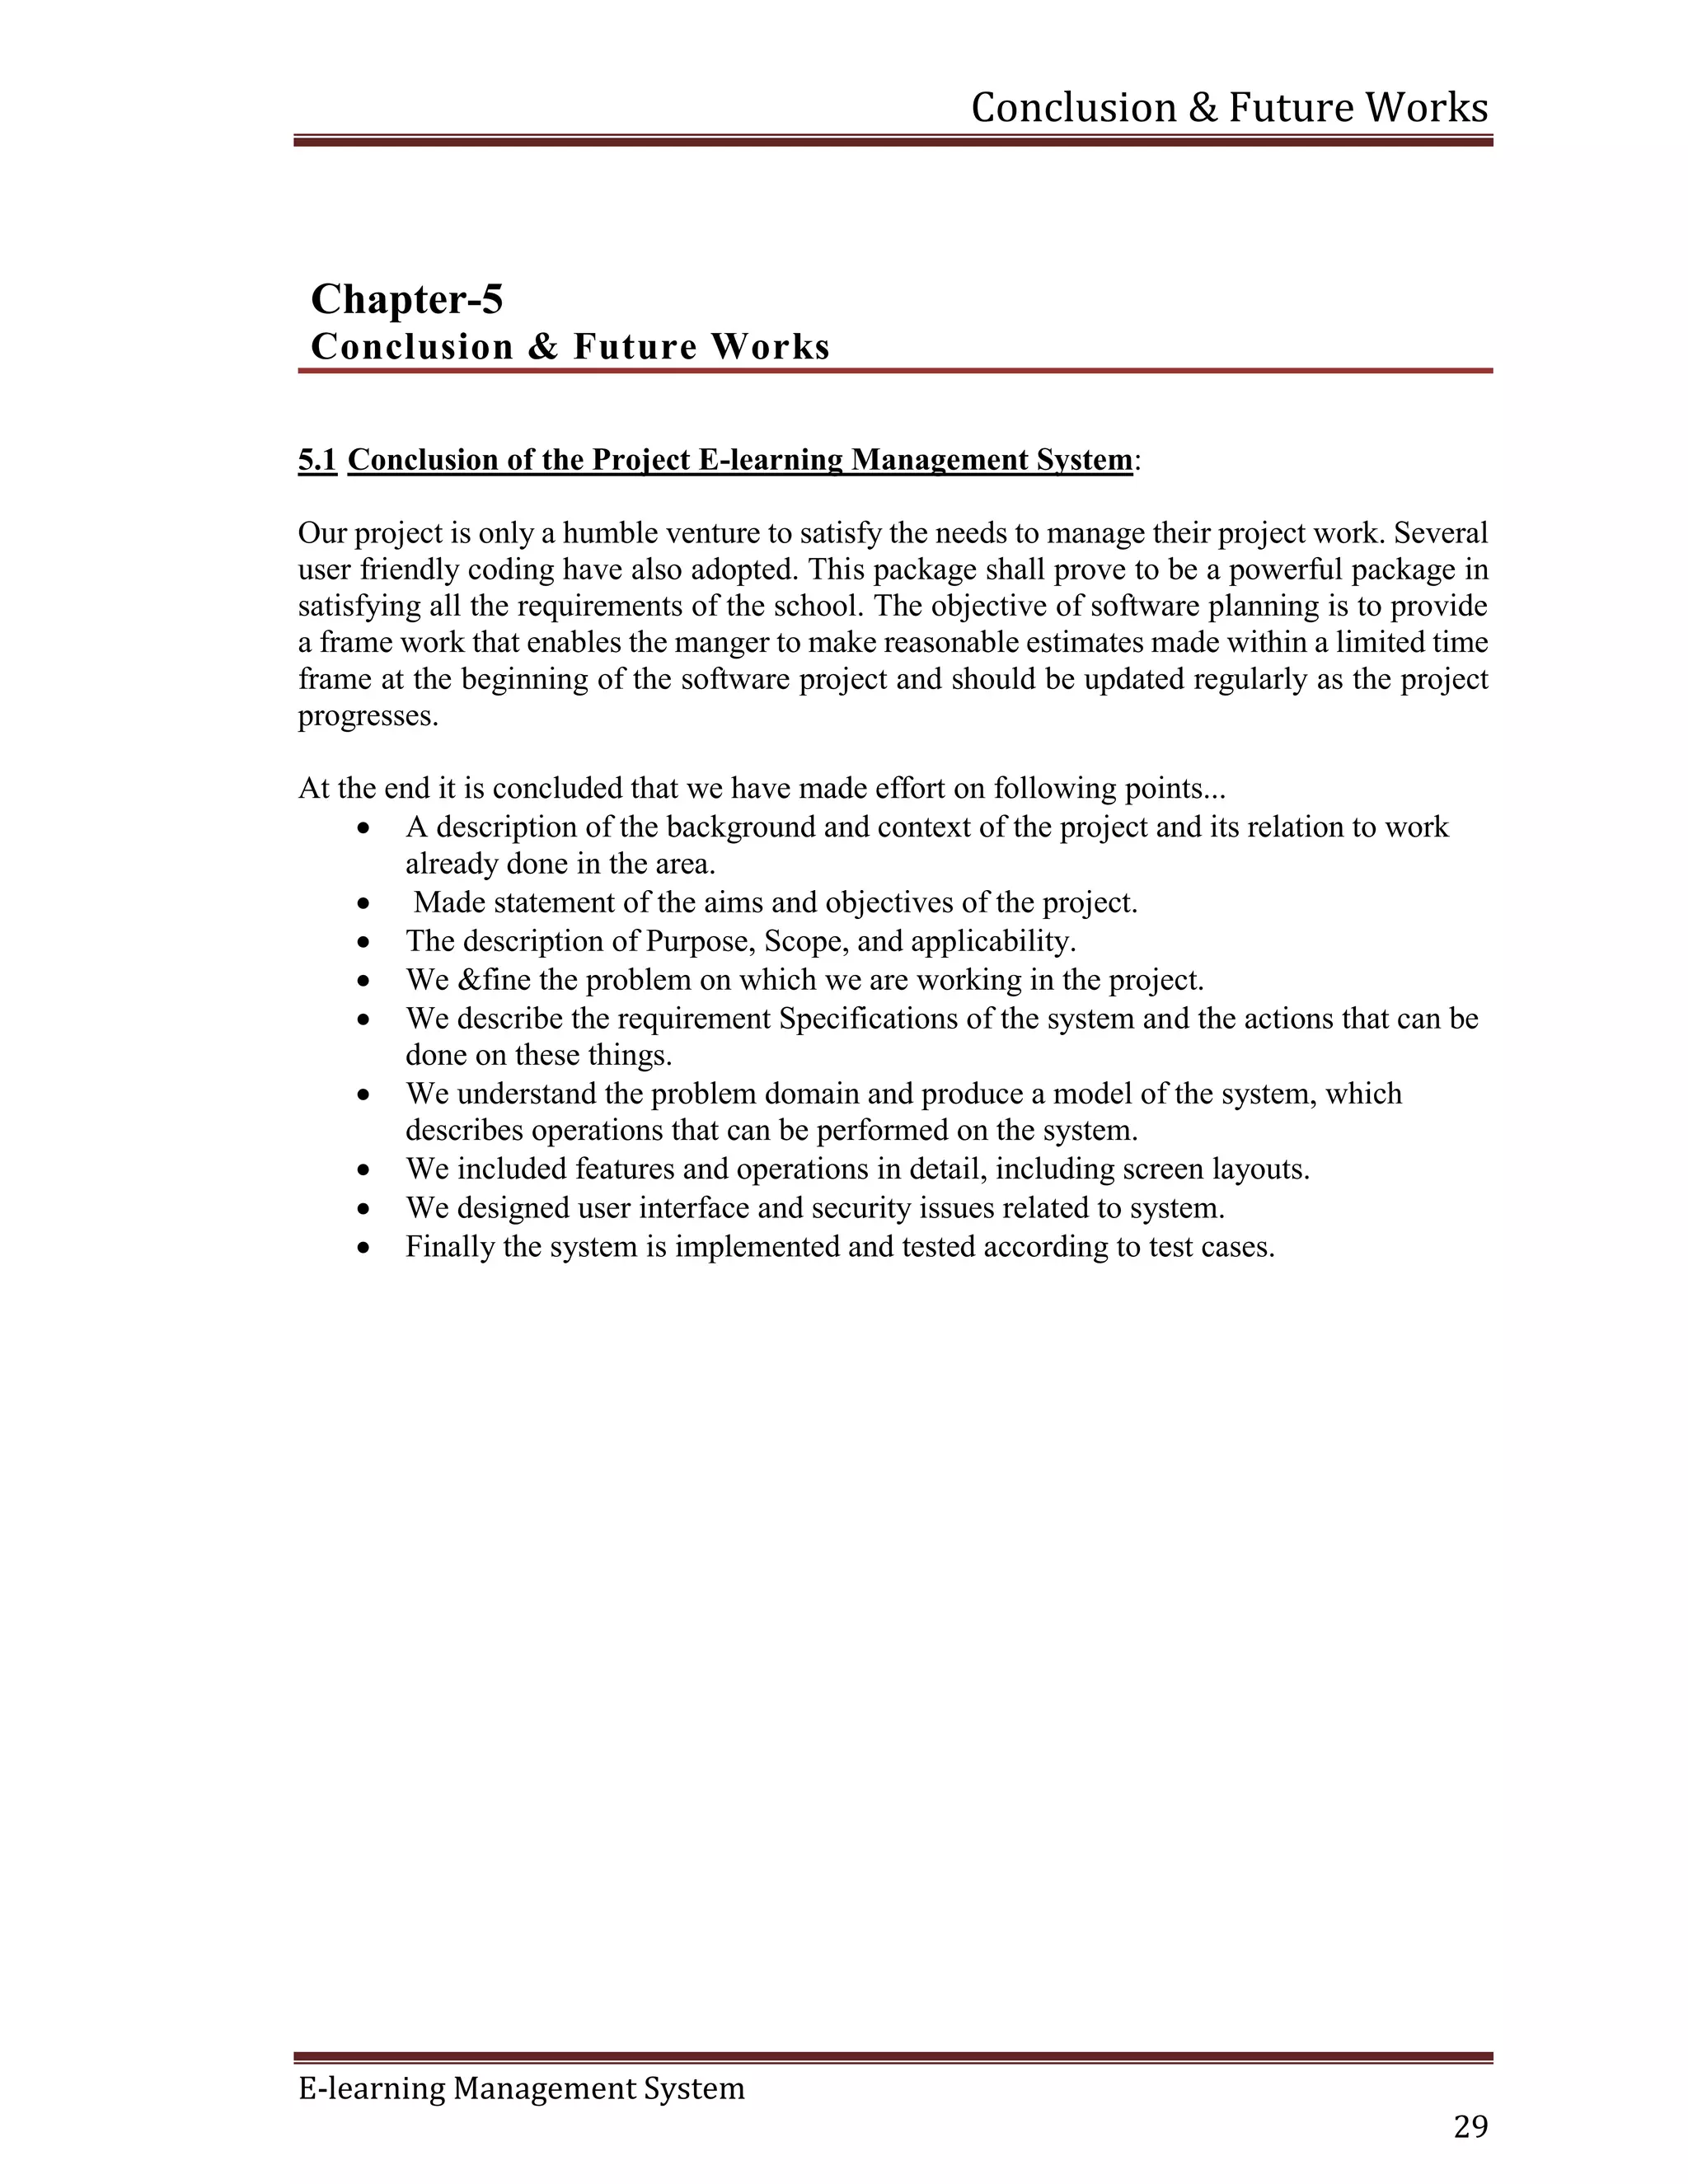 Conclusion & Future Works
Chapter-5
Conclusion & Future Works
5.1 Conclusion of the Project E-learning Management System:
Our project is only a humble venture to satisfy the needs to manage their project work. Several
user friendly coding have also adopted. This package shall prove to be a powerful package in
satisfying all the requirements of the school. The objective of software planning is to provide
a frame work that enables the manger to make reasonable estimates made within a limited time
frame at the beginning of the software project and should be updated regularly as the project
progresses.
At the end it is concluded that we have made effort on following points...
• A description of the background and context of the project and its relation to work
already done in the area.
• Made statement of the aims and objectives of the project.
• The description of Purpose, Scope, and applicability.
• We &fine the problem on which we are working in the project.
• We describe the requirement Specifications of the system and the actions that can be
done on these things.
• We understand the problem domain and produce a model of the system, which
describes operations that can be performed on the system.
• We included features and operations in detail, including screen layouts.
• We designed user interface and security issues related to system.
• Finally the system is implemented and tested according to test cases.
E-learning Management System
29